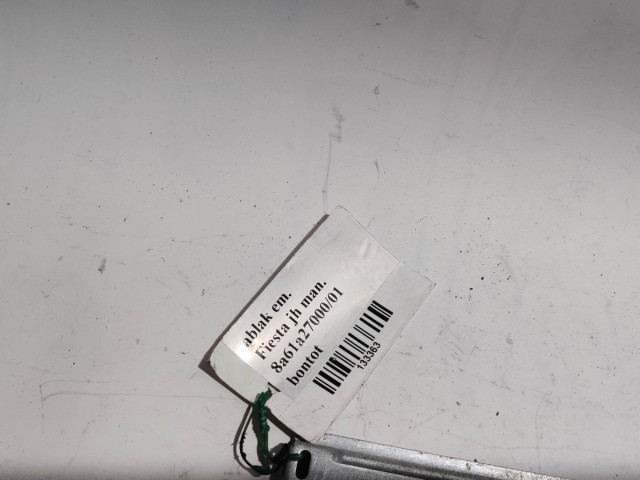 ablak em.
Fiesta jh man.
8a61a27000/01
bontot
133363